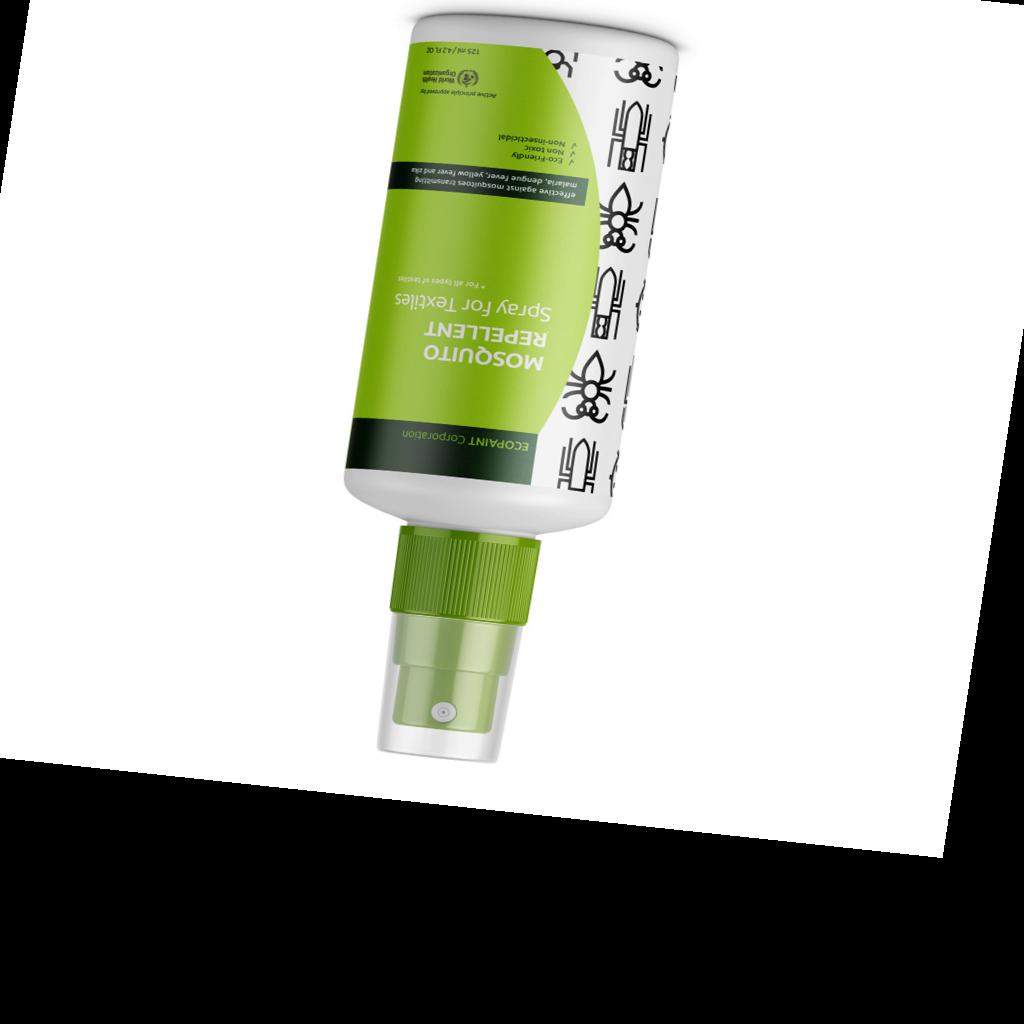 ECOPAINT Corporation
MOSQUITO
REPELLENT
Spray for Textiles
* For all types of textiles
effective against mosquitoes transmitting
malaria, dengue fever, yellow fever and zika
✓ Eco-Friendly
✓ Non toxic
✓ Non-insecticidal
Active principle approved by
World Health
Organization
125 ml / 4.2 FL.OZ